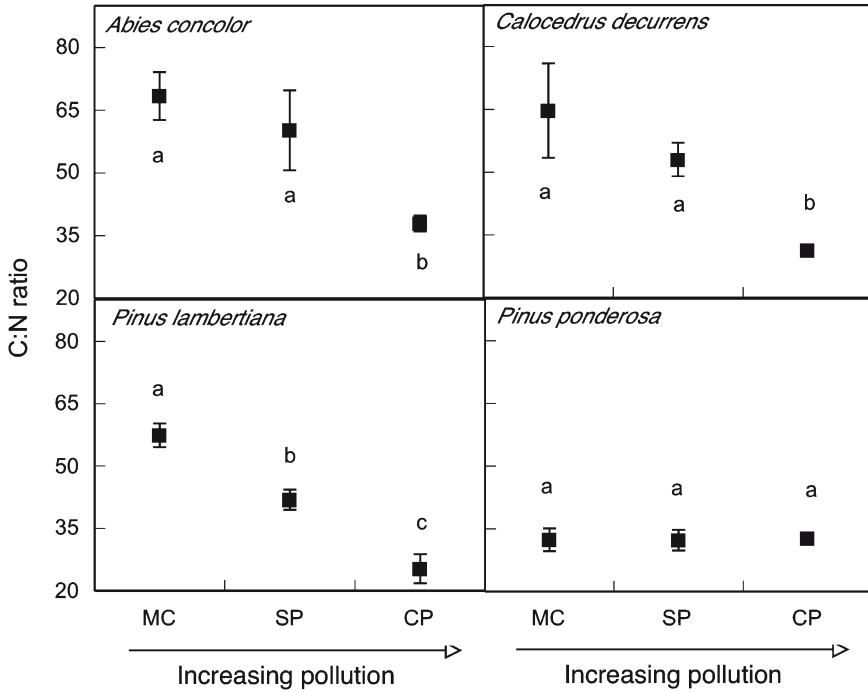 Abies concolor
Calocedrus decurrens
80
65
50
35
20
a
a
b
a
a
b
C:N ratio
Pinus lambertiana
Pinus ponderosa
80
65
50
35
20
a
b
c
a
a
a
MC SP CP
MC SP CP
Increasing pollution
Increasing pollution